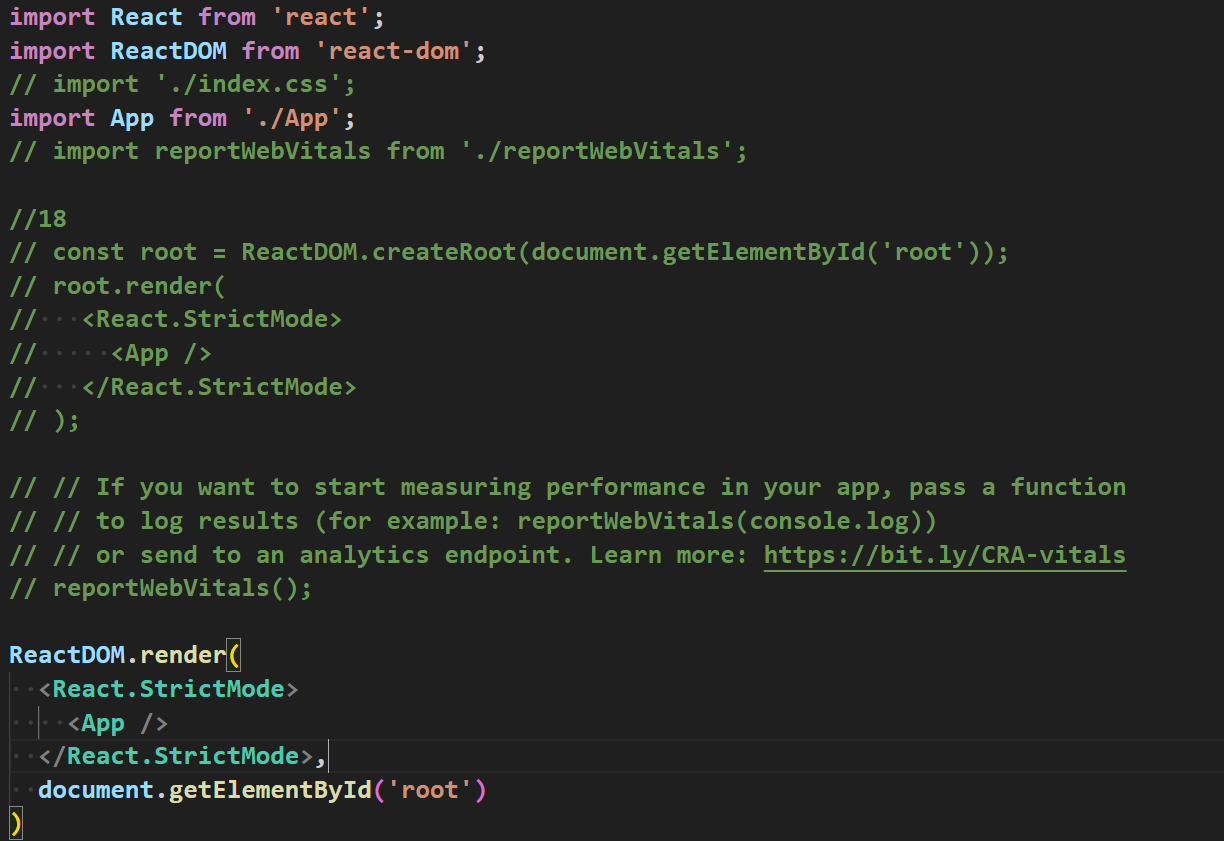 import React from 'react';
import ReactDOM from 'react-dom';
// import './index.css';
import App from './App';
// import reportWebVitals from './reportWebVitals';

//18
// const root = ReactDOM.createRoot(document.getElementById('root'));
// root.render(
//   <React.StrictMode>
//     <App />
//   </React.StrictMode>
// );

// // If you want to start measuring performance in your app, pass a function
// // to log results (for example: reportWebVitals(console.log))
// // or send to an analytics endpoint. Learn more: https://bit.ly/CRA-vitals
// reportWebVitals();

ReactDOM.render(
  <React.StrictMode>
    <App />
  </React.StrictMode>,
  document.getElementById('root')
)